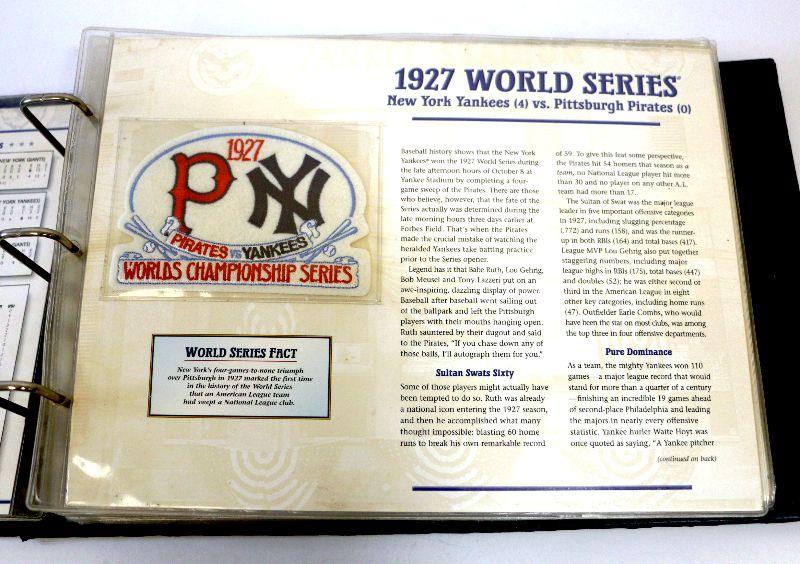 1927 WORLD SERIES®
New York Yankees (4) vs. Pittsburgh Pirates (0)
1927
P
NY
PIRATES VS YANKEES
WORLDS CHAMPIONSHIP SERIES
WORLD SERIES FACT
New York's four-games-to-none triumph
over Pittsburgh in 1927 marked the first time
in the history of the World Series
that an American League team
had swept a National League club.
Baseball history shows that the New York
Yankees® won the 1927 World Series during
the late afternoon hours of October 8 at
Yankee Stadium by completing a four-
game sweep of the Pirates. There are those
who believe, however, that the fate of the
Series actually was determined during the
late morning hours three days earlier at
Forbes Field. That's when the Pirates
made the crucial mistake of watching the
heralded Yankees take batting practice
prior to the Series opener.
Legend has it that Babe Ruth, Lou Gehrig,
Bob Meusel and Tony Lazzeri put on an
awe-inspiring, dazzling display of power.
Baseball after baseball went sailing out
of the ballpark and left the Pittsburgh
players with their mouths hanging open.
Ruth sauntered by their dugout and said
to the Pirates, "If you chase down any of
those balls, I'll autograph them for you."
Sultan Swats Sixty
Some of those players might actually have
been tempted to do so. Ruth was already
a national icon entering the 1927 season,
and then he accomplished what many
thought impossible: blasting 60 home
runs to break his own remarkable record
of 59. To give this feat some perspective,
the Pirates hit 54 homers that season as a
team, no National League player hit more
than 30 and no player on any other A.L.
team had more than 17.
The Sultan of Swat was the major league
leader in five important offensive categories
in 1927, including slugging percentage
(.772) and runs (158), and was the runner-
up in both RBIs (164) and total bases (417).
League MVP Lou Gehrig also put together
staggering numbers, including major
league highs in RBIs (175), total bases (447)
and doubles (52); he was either second or
third in the American League in eight
other key categories, including home runs
(47). Outfielder Earle Combs, who would
have been the star on most clubs, was among
the top three in four offensive departments.
Pure Dominance
As a team, the mighty Yankees won 110
games—a major league record that would
stand for more than a quarter of a century
—finishing an incredible 19 games ahead
of second-place Philadelphia and leading
the majors in nearly every offensive
statistic. Yankee hurler Waite Hoyt was
once quoted as saying, "A Yankee pitcher
(continued on back)
NEW YORK GIANTS)
NEW YORK YANKEES)